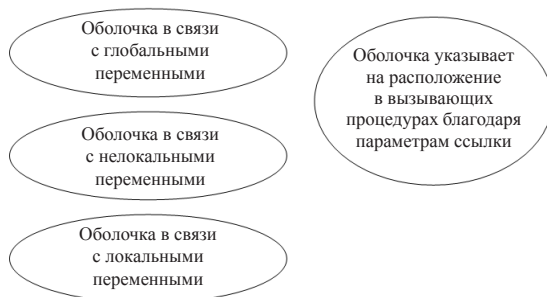 Оболочка в связи
с глобальными
переменными
Оболочка в связи
с нелокальными
переменными
Оболочка в связи
с локальными
переменными
Оболочка указывает
на расположение
в вызывающих
процедурах благодаря
параметрам ссылки